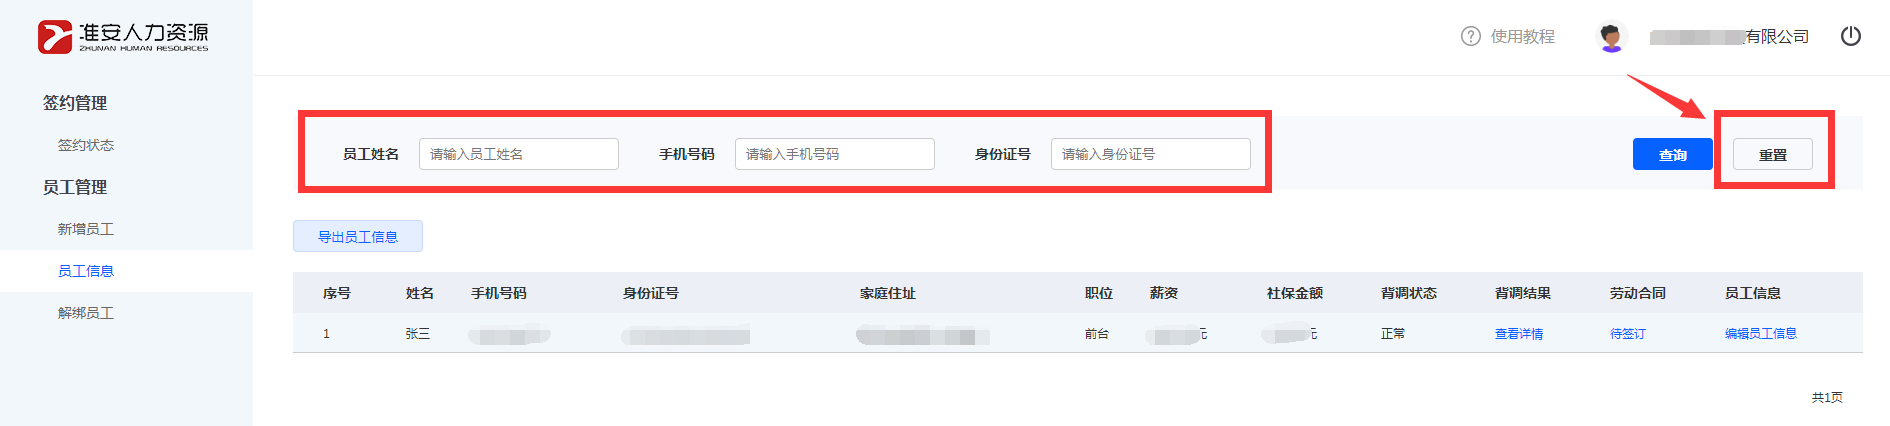 准安人力资源
ZHUNAN HUMAN RESOURCES
使用教程
有限公司
签约管理
签约状态
员工管理
新增员工
员工信息
解绑员工
员工姓名 请输入员工姓名 手机号码 请输入手机号码 身份证号 请输入身份证号 查询 重置
导出员工信息
序号 姓名 手机号码 身份证号 家庭住址 职位 薪资 社保金额 背调状态 背调结果 劳动合同 员工信息
1 张三 前台 元 元 正常 查看详情 待签订 编辑员工信息
共1页